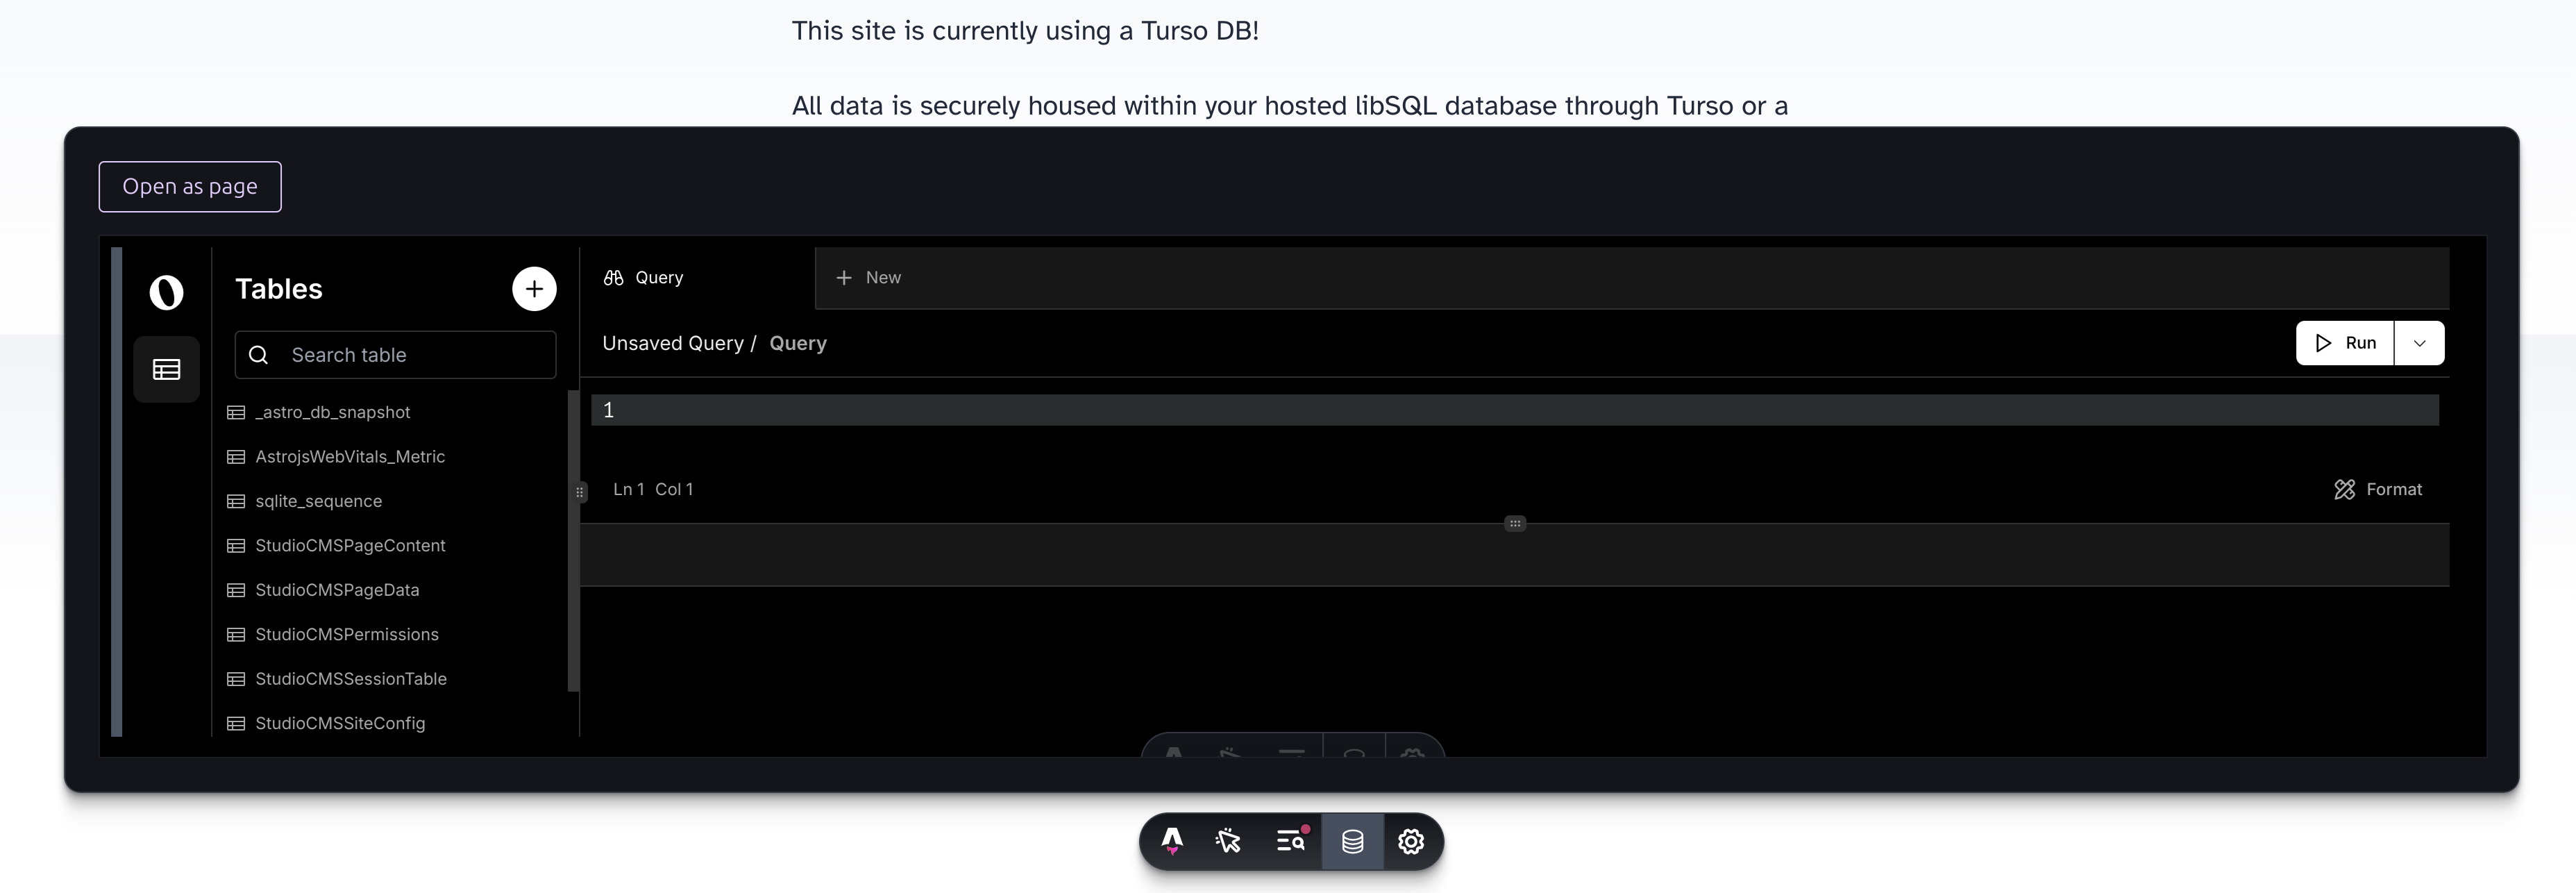 This site is currently using a Turso DB!
All data is securely housed within your hosted libSQL database through Turso or a
Open as page
Tables
Search table
_astro_db_snapshot
AstrojsWebVitals_Metric
sqlite_sequence
StudioCMSPageContent
StudioCMSPageData
StudioCMSPermissions
StudioCMSSessionTable
StudioCMSSiteConfig
Query
New
Unsaved Query / Query
Run
1
Ln 1 Col 1
Format